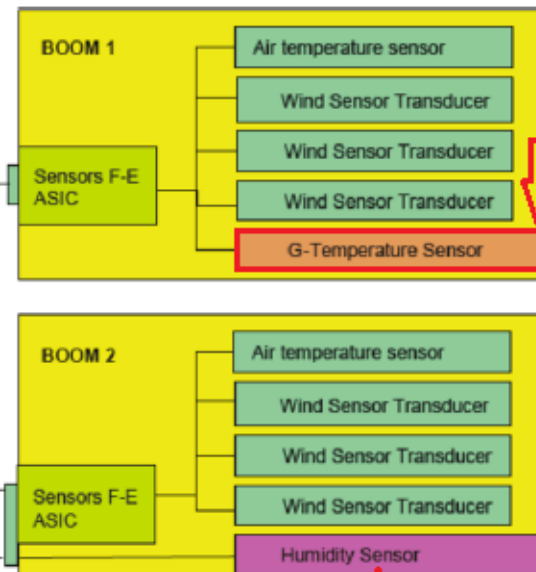 BOOM 1
Air temperature sensor
Wind Sensor Transducer
Wind Sensor Transducer
Sensors F-E
ASIC
Wind Sensor Transducer
G-Temperature Sensor
BOOM 2
Air temperature sensor
Wind Sensor Transducer
Wind Sensor Transducer
Sensors F-E
ASIC
Wind Sensor Transducer
Humidity Sensor